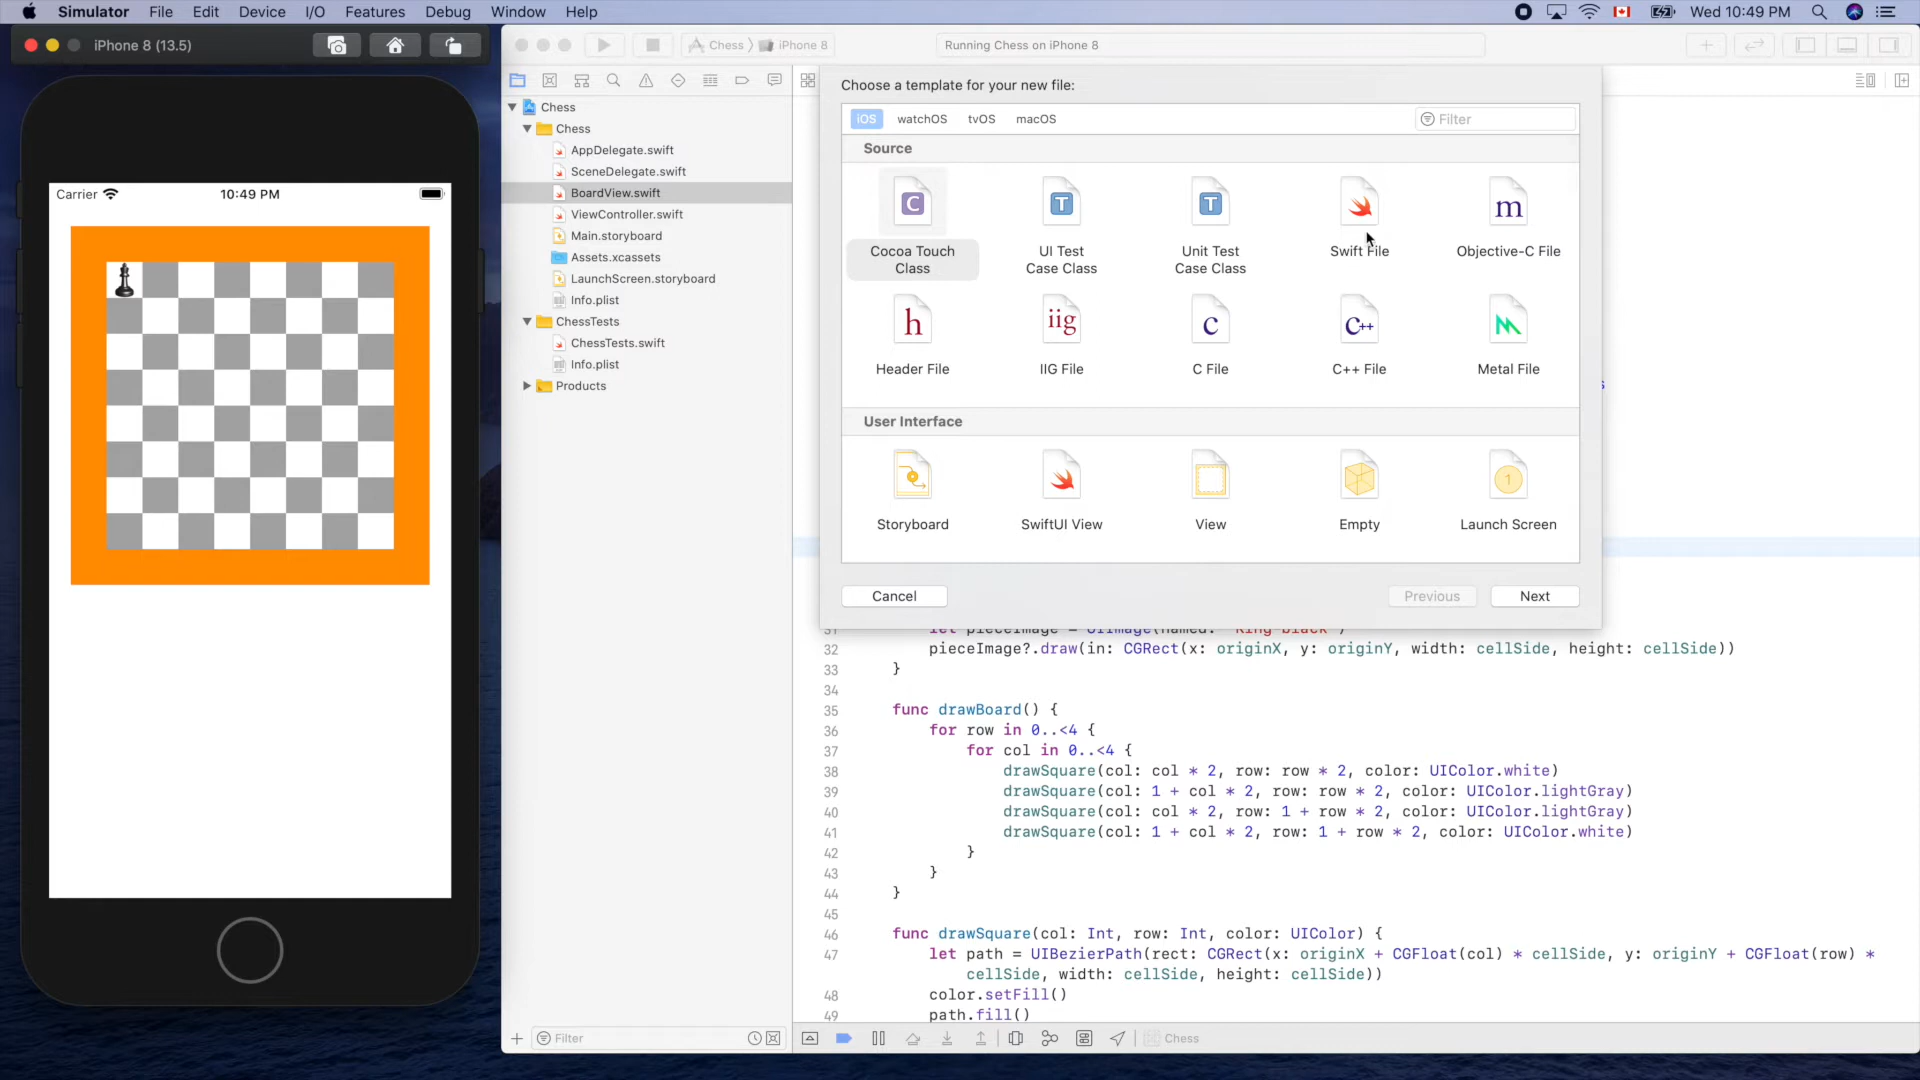 Simulator File Edit Device I/O Features Debug Window Help
Wed 10:49 PM
iPhone 8 (13.5)
Chess iPhone 8
Running Chess on iPhone 8
Carrier 10:49 PM
Chess
Chess
AppDelegate.swift
SceneDelegate.swift
BoardView.swift
ViewController.swift
Main.storyboard
Assets.xcassets
LaunchScreen.storyboard
Info.plist
ChessTests
ChessTests.swift
Info.plist
Products
Filter
Choose a template for your new file:
iOS watchOS tvOS macOS
Filter
Source
C T T m
Cocoa Touch Class
UI Test Case Class
Unit Test Case Class
Swift File
Objective-C File
h iig c c++
Header File
IIG File
C File
C++ File
Metal File
User Interface
1
Storyboard
SwiftUI View
View
Empty
Launch Screen
Cancel Previous Next
32 pieceImage?.draw(in: CGRect(x: originX, y: originY, width: cellSide, height: cellSide))
33 }
34
35 func drawBoard() {
36 for row in 0..<4 {
37 for col in 0..<4 {
38 drawSquare(col: col * 2, row: row * 2, color: UIColor.white)
39 drawSquare(col: 1 + col * 2, row: row * 2, color: UIColor.lightGray)
40 drawSquare(col: col * 2, row: 1 + row * 2, color: UIColor.lightGray)
41 drawSquare(col: 1 + col * 2, row: 1 + row * 2, color: UIColor.white)
42 }
43 }
44 }
45
46 func drawSquare(col: Int, row: Int, color: UIColor) {
47 let path = UIBezierPath(rect: CGRect(x: originX + CGFloat(col) * cellSide, y: originY + CGFloat(row) *
cellSide, width: cellSide, height: cellSide))
48 color.setFill()
49 path.fill()
Chess